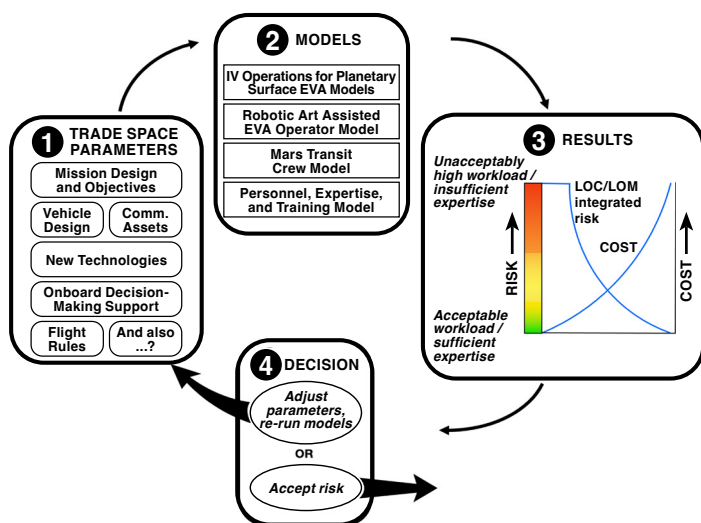 1 TRADE SPACE
PARAMETERS
Mission Design
and Objectives
Vehicle
Design
Comm.
Assets
New Technologies
Onboard Decision-
Making Support
Flight
Rules
And also
...?
2 MODELS
IV Operations for Planetary
Surface EVA Models
Robotic Art Assisted
EVA Operator Model
Mars Transit
Crew Model
Personnel, Expertise,
and Training Model
3 RESULTS
Unacceptably
high workload /
insufficient
expertise
LOC/LOM
integrated
risk
COST
RISK
COST
Acceptable
workload /
sufficient
expertise
4 DECISION
Adjust
parameters,
re-run models
OR
Accept risk